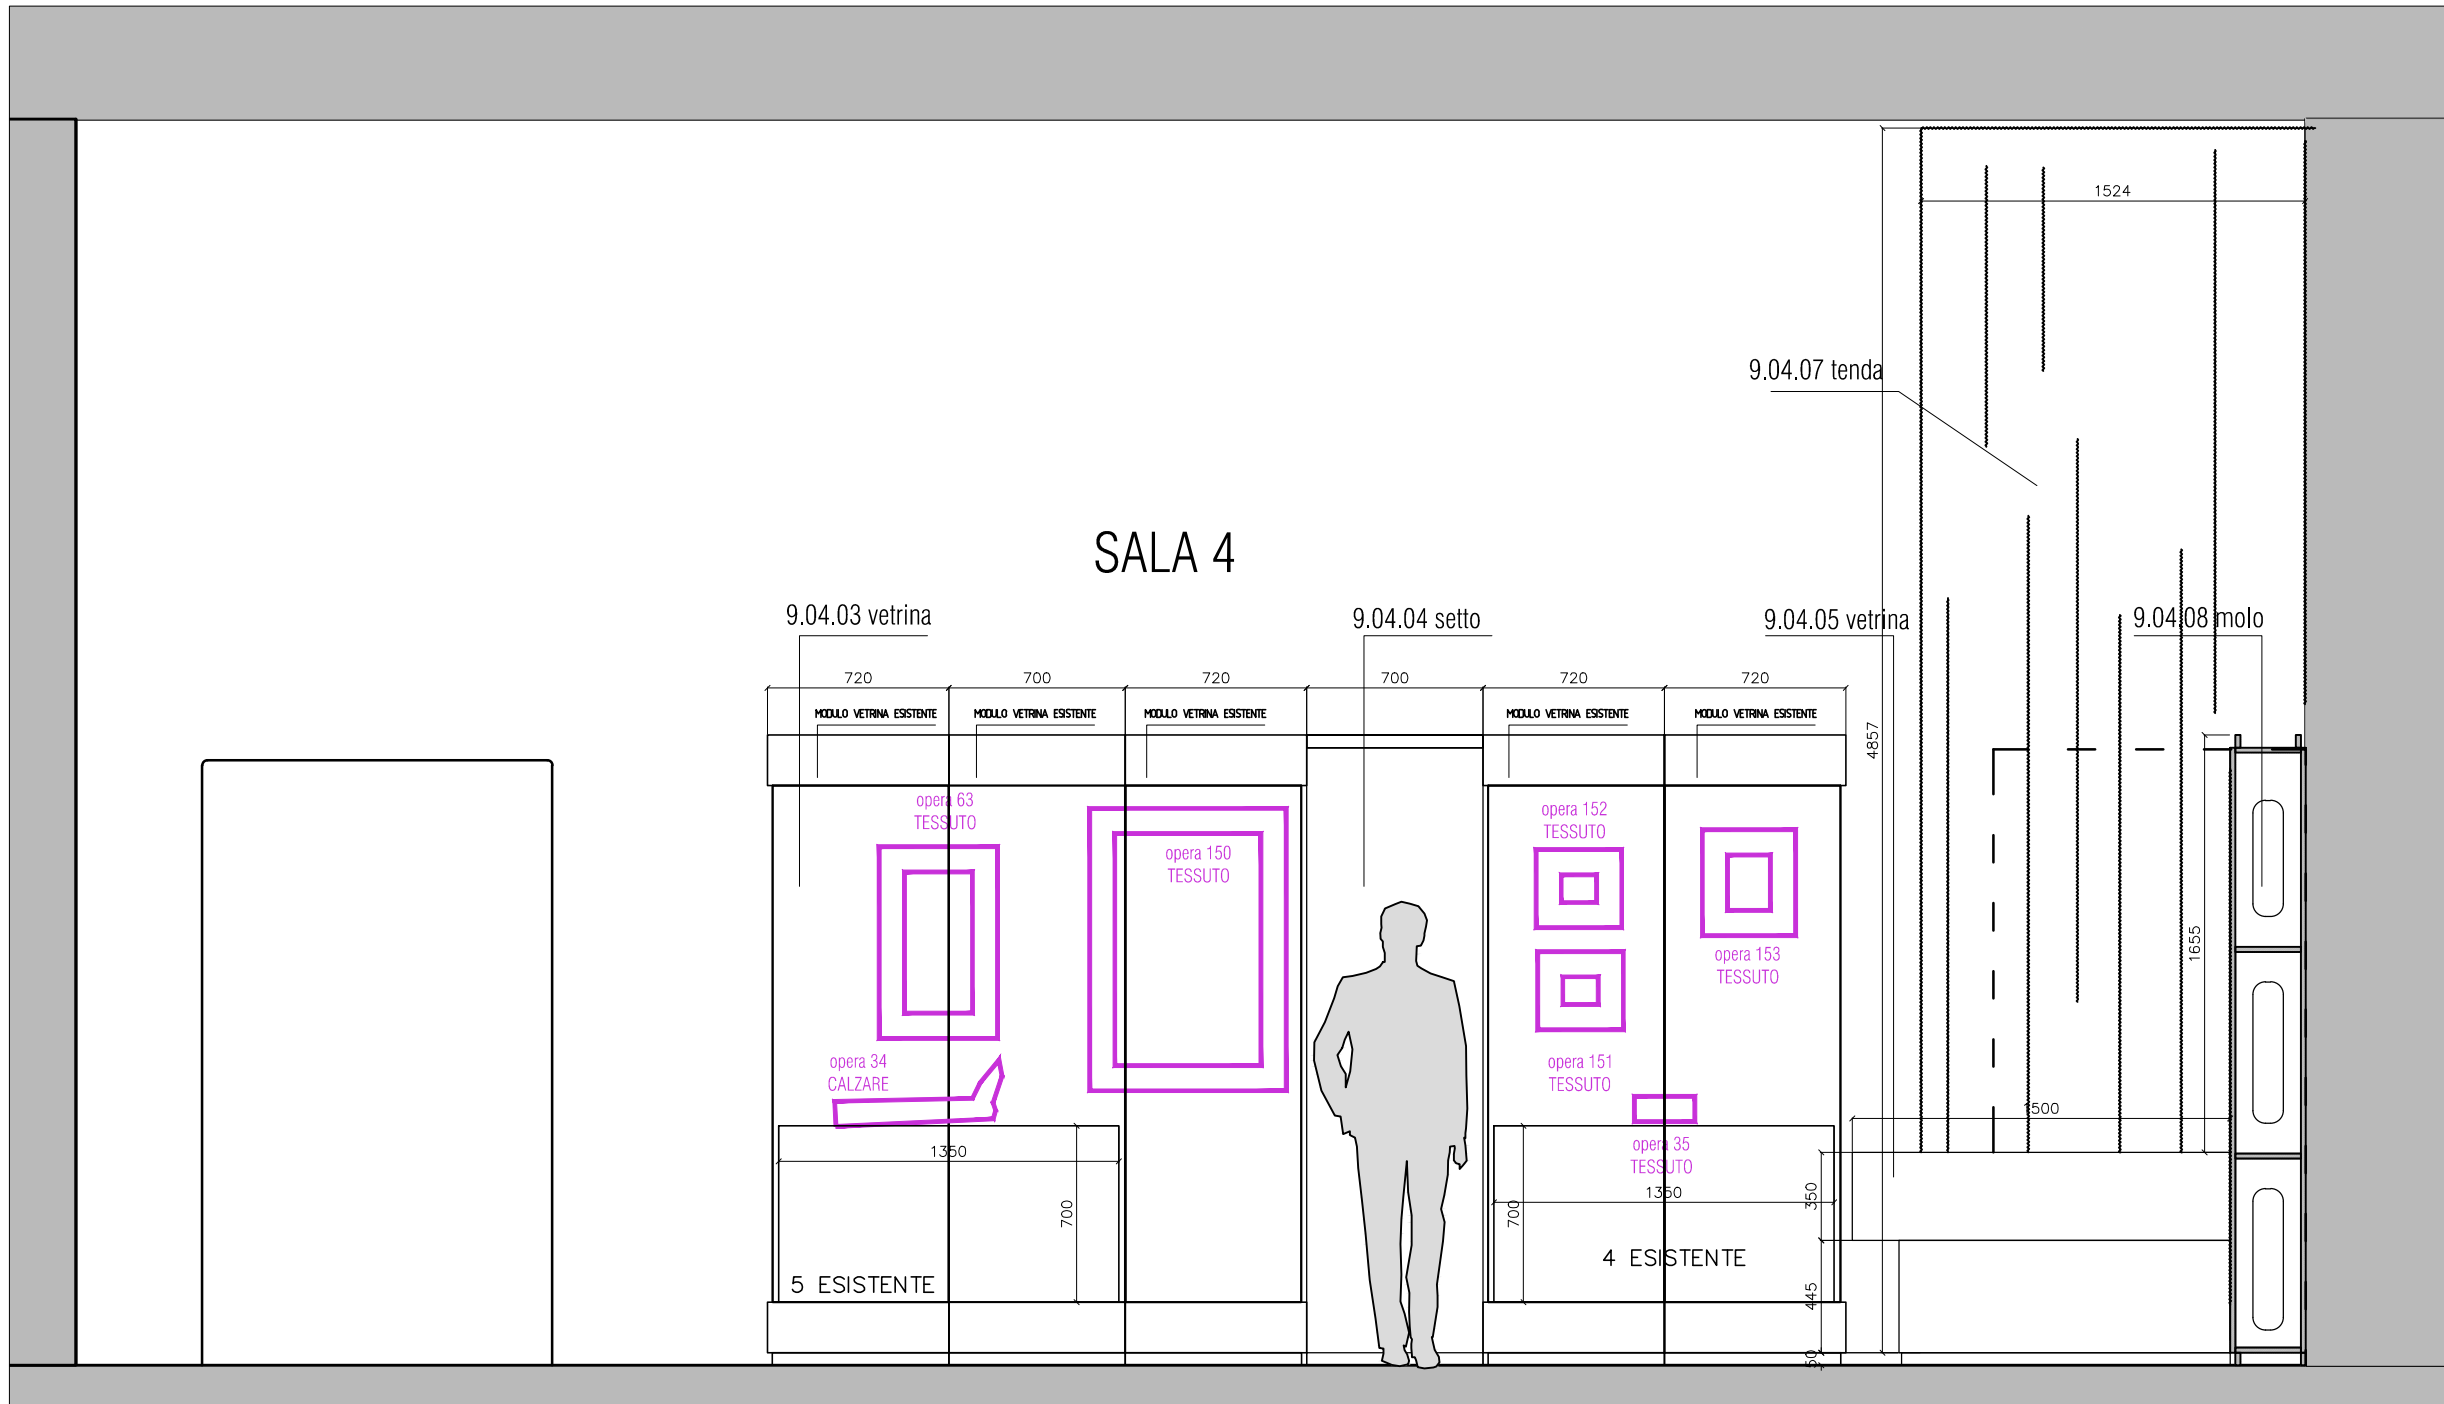 1524
9.04.07 tenda
SALA 4
9.04.03 vetrina
9.04.04 setto
9.04.05 vetrina
9.04.08 molo
720
700
720
700
720
720
MODULO VETRINA ESISTENTE
MODULO VETRINA ESISTENTE
MODULO VETRINA ESISTENTE
MODULO VETRINA ESISTENTE
MODULO VETRINA ESISTENTE
4857
opera 63
TESSUTO
opera 150
TESSUTO
opera 152
TESSUTO
opera 153
TESSUTO
1655
opera 34
CALZARE
opera 151
TESSUTO
1500
1350
700
opera 35
TESSUTO
1350
700
350
4 ESISTENTE
5 ESISTENTE
445
50